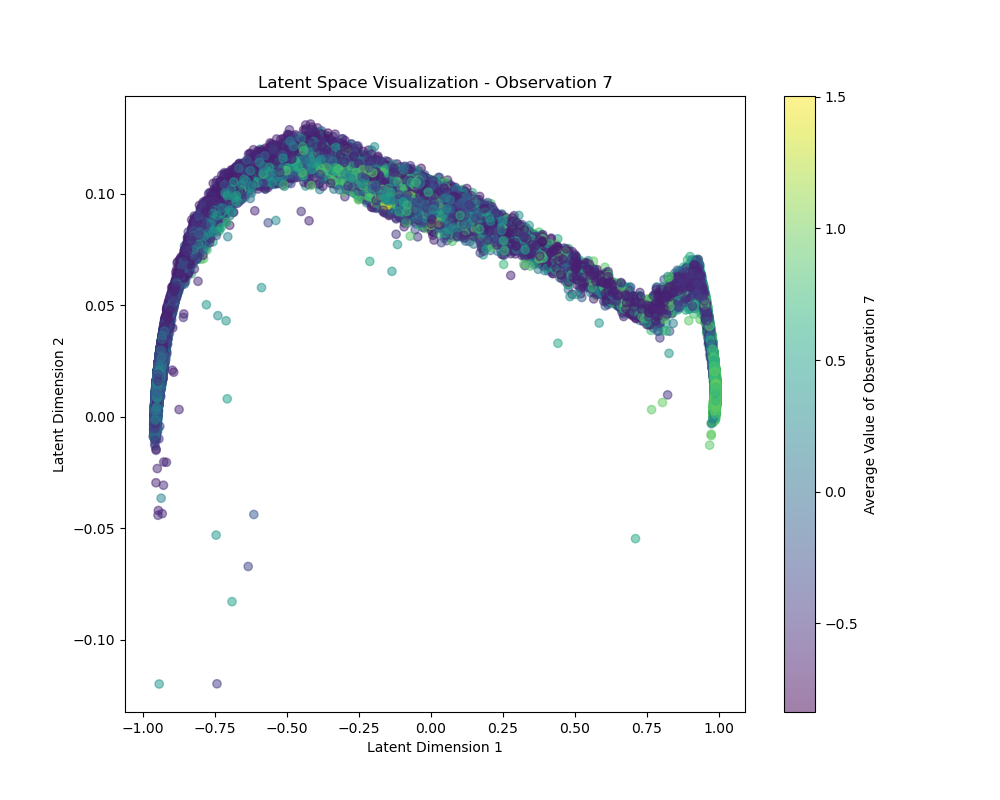 Latent Space Visualization - Observation 7
Latent Dimension 2
0.10
0.05
0.00
−0.05
−0.10
−1.00 −0.75 −0.50 −0.25 0.00 0.25 0.50 0.75 1.00
Latent Dimension 1
1.5
1.0
0.5
0.0
−0.5
Average Value of Observation 7